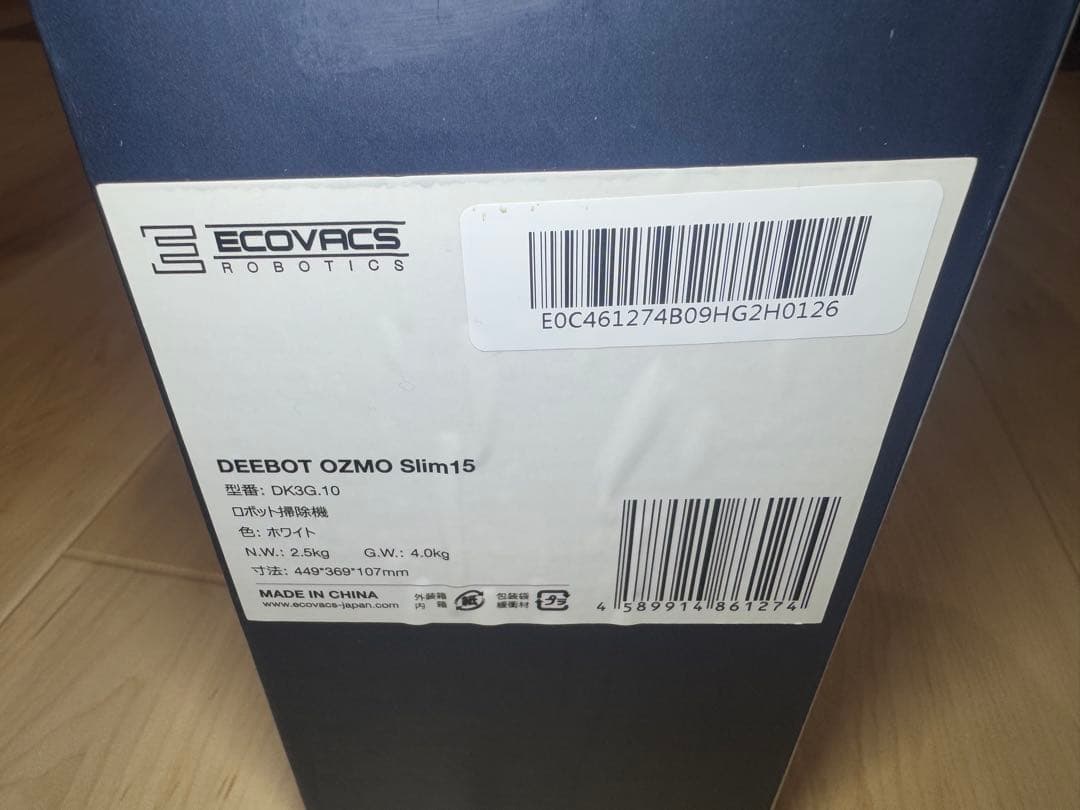 ECOVACS
ROBOTICS
E0C461274B09HG2H0126
DEEBOT OZMO Slim15
型番: DK3G.10
ロボット掃除機
色: ホワイト
N.W.: 2.5kg G.W.: 4.0kg
寸法: 449*369*107mm
MADE IN CHINA
www.ecovacs-japan.com
外装箱
内 箱
紙
包装袋
緩衝材
プラ
4 589914 861274